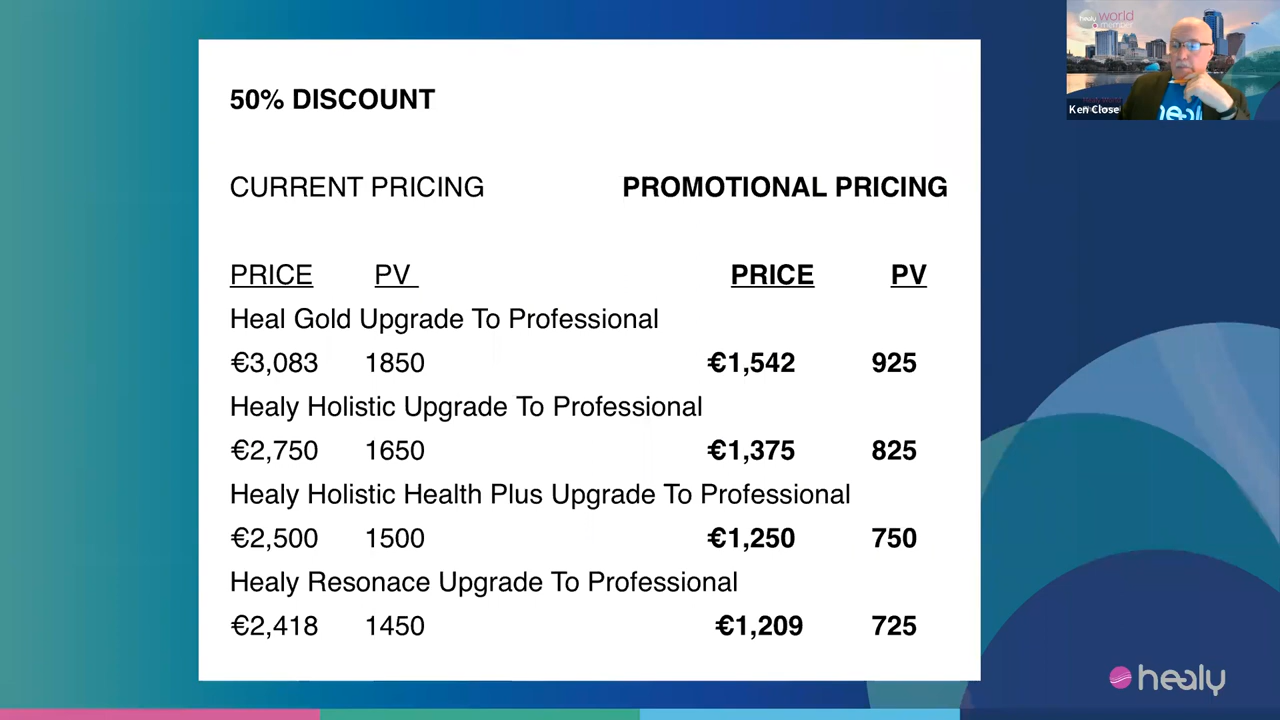 50% DISCOUNT
CURRENT PRICING PROMOTIONAL PRICING
PRICE PV PRICE PV
Heal Gold Upgrade To Professional
€3,083 1850 €1,542 925
Healy Holistic Upgrade To Professional
€2,750 1650 €1,375 825
Healy Holistic Health Plus Upgrade To Professional
€2,500 1500 €1,250 750
Healy Resonace Upgrade To Professional
€2,418 1450 €1,209 725
healy world
member
Ken Close
healy